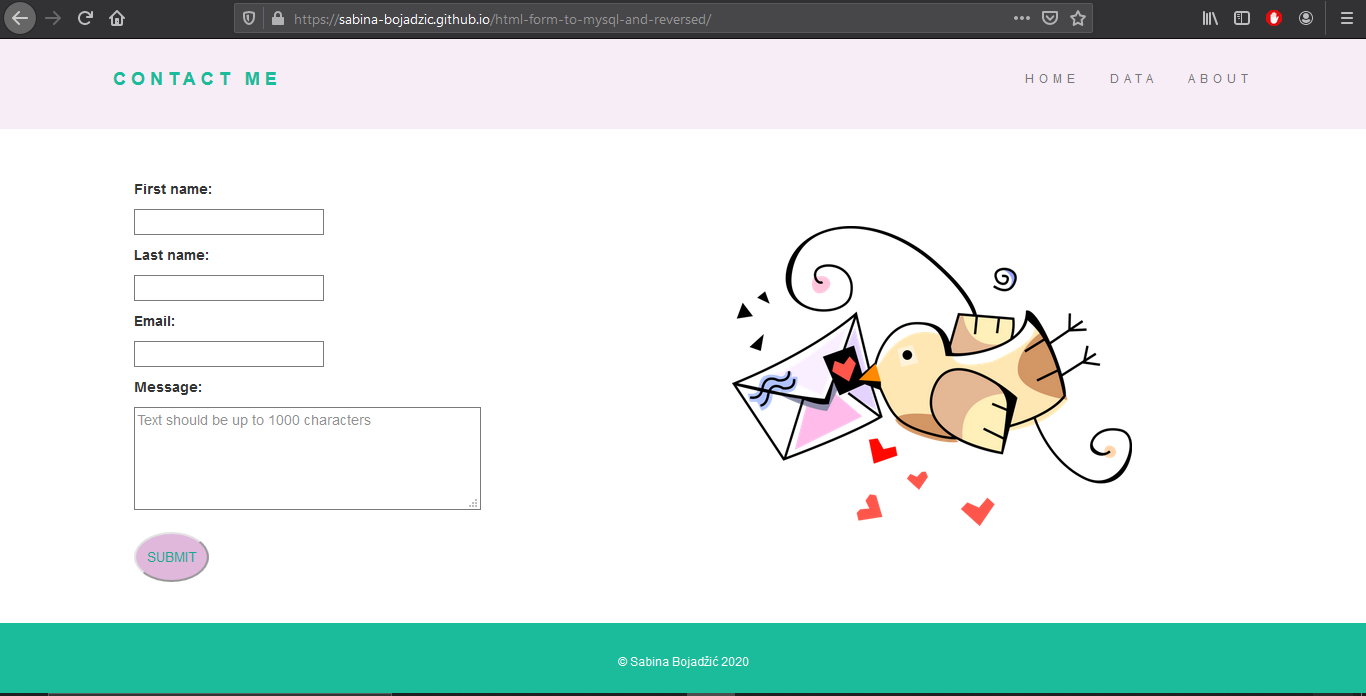 https://sabina-bojadzic.github.io/html-form-to-mysql-and-reversed/
CONTACT ME
HOME DATA ABOUT
First name:
Last name:
Email:
Message:
Text should be up to 1000 characters
SUBMIT
© Sabina Bojadžić 2020